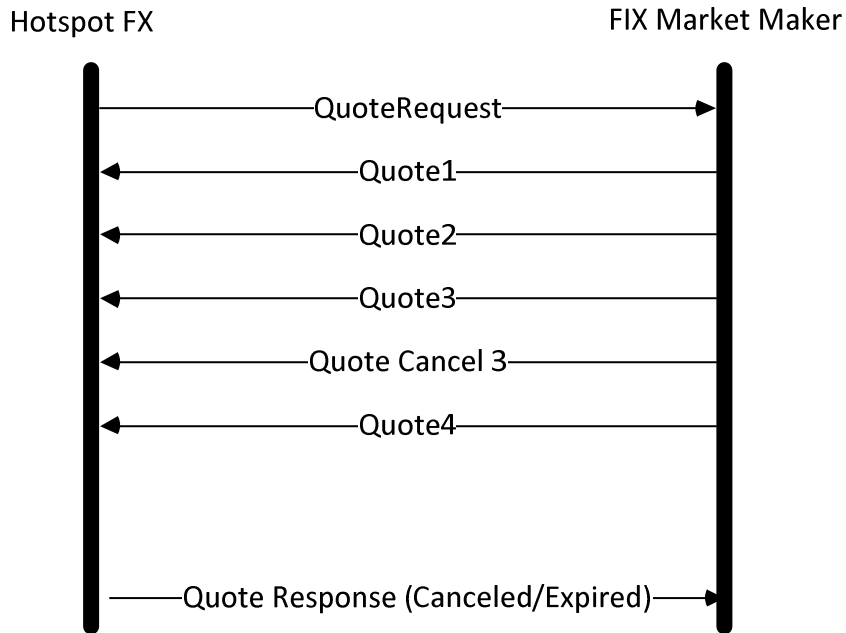 Hotspot FX
FIX Market Maker
QuoteRequest
Quote1
Quote2
Quote3
Quote Cancel 3
Quote4
Quote Response (Canceled/Expired)